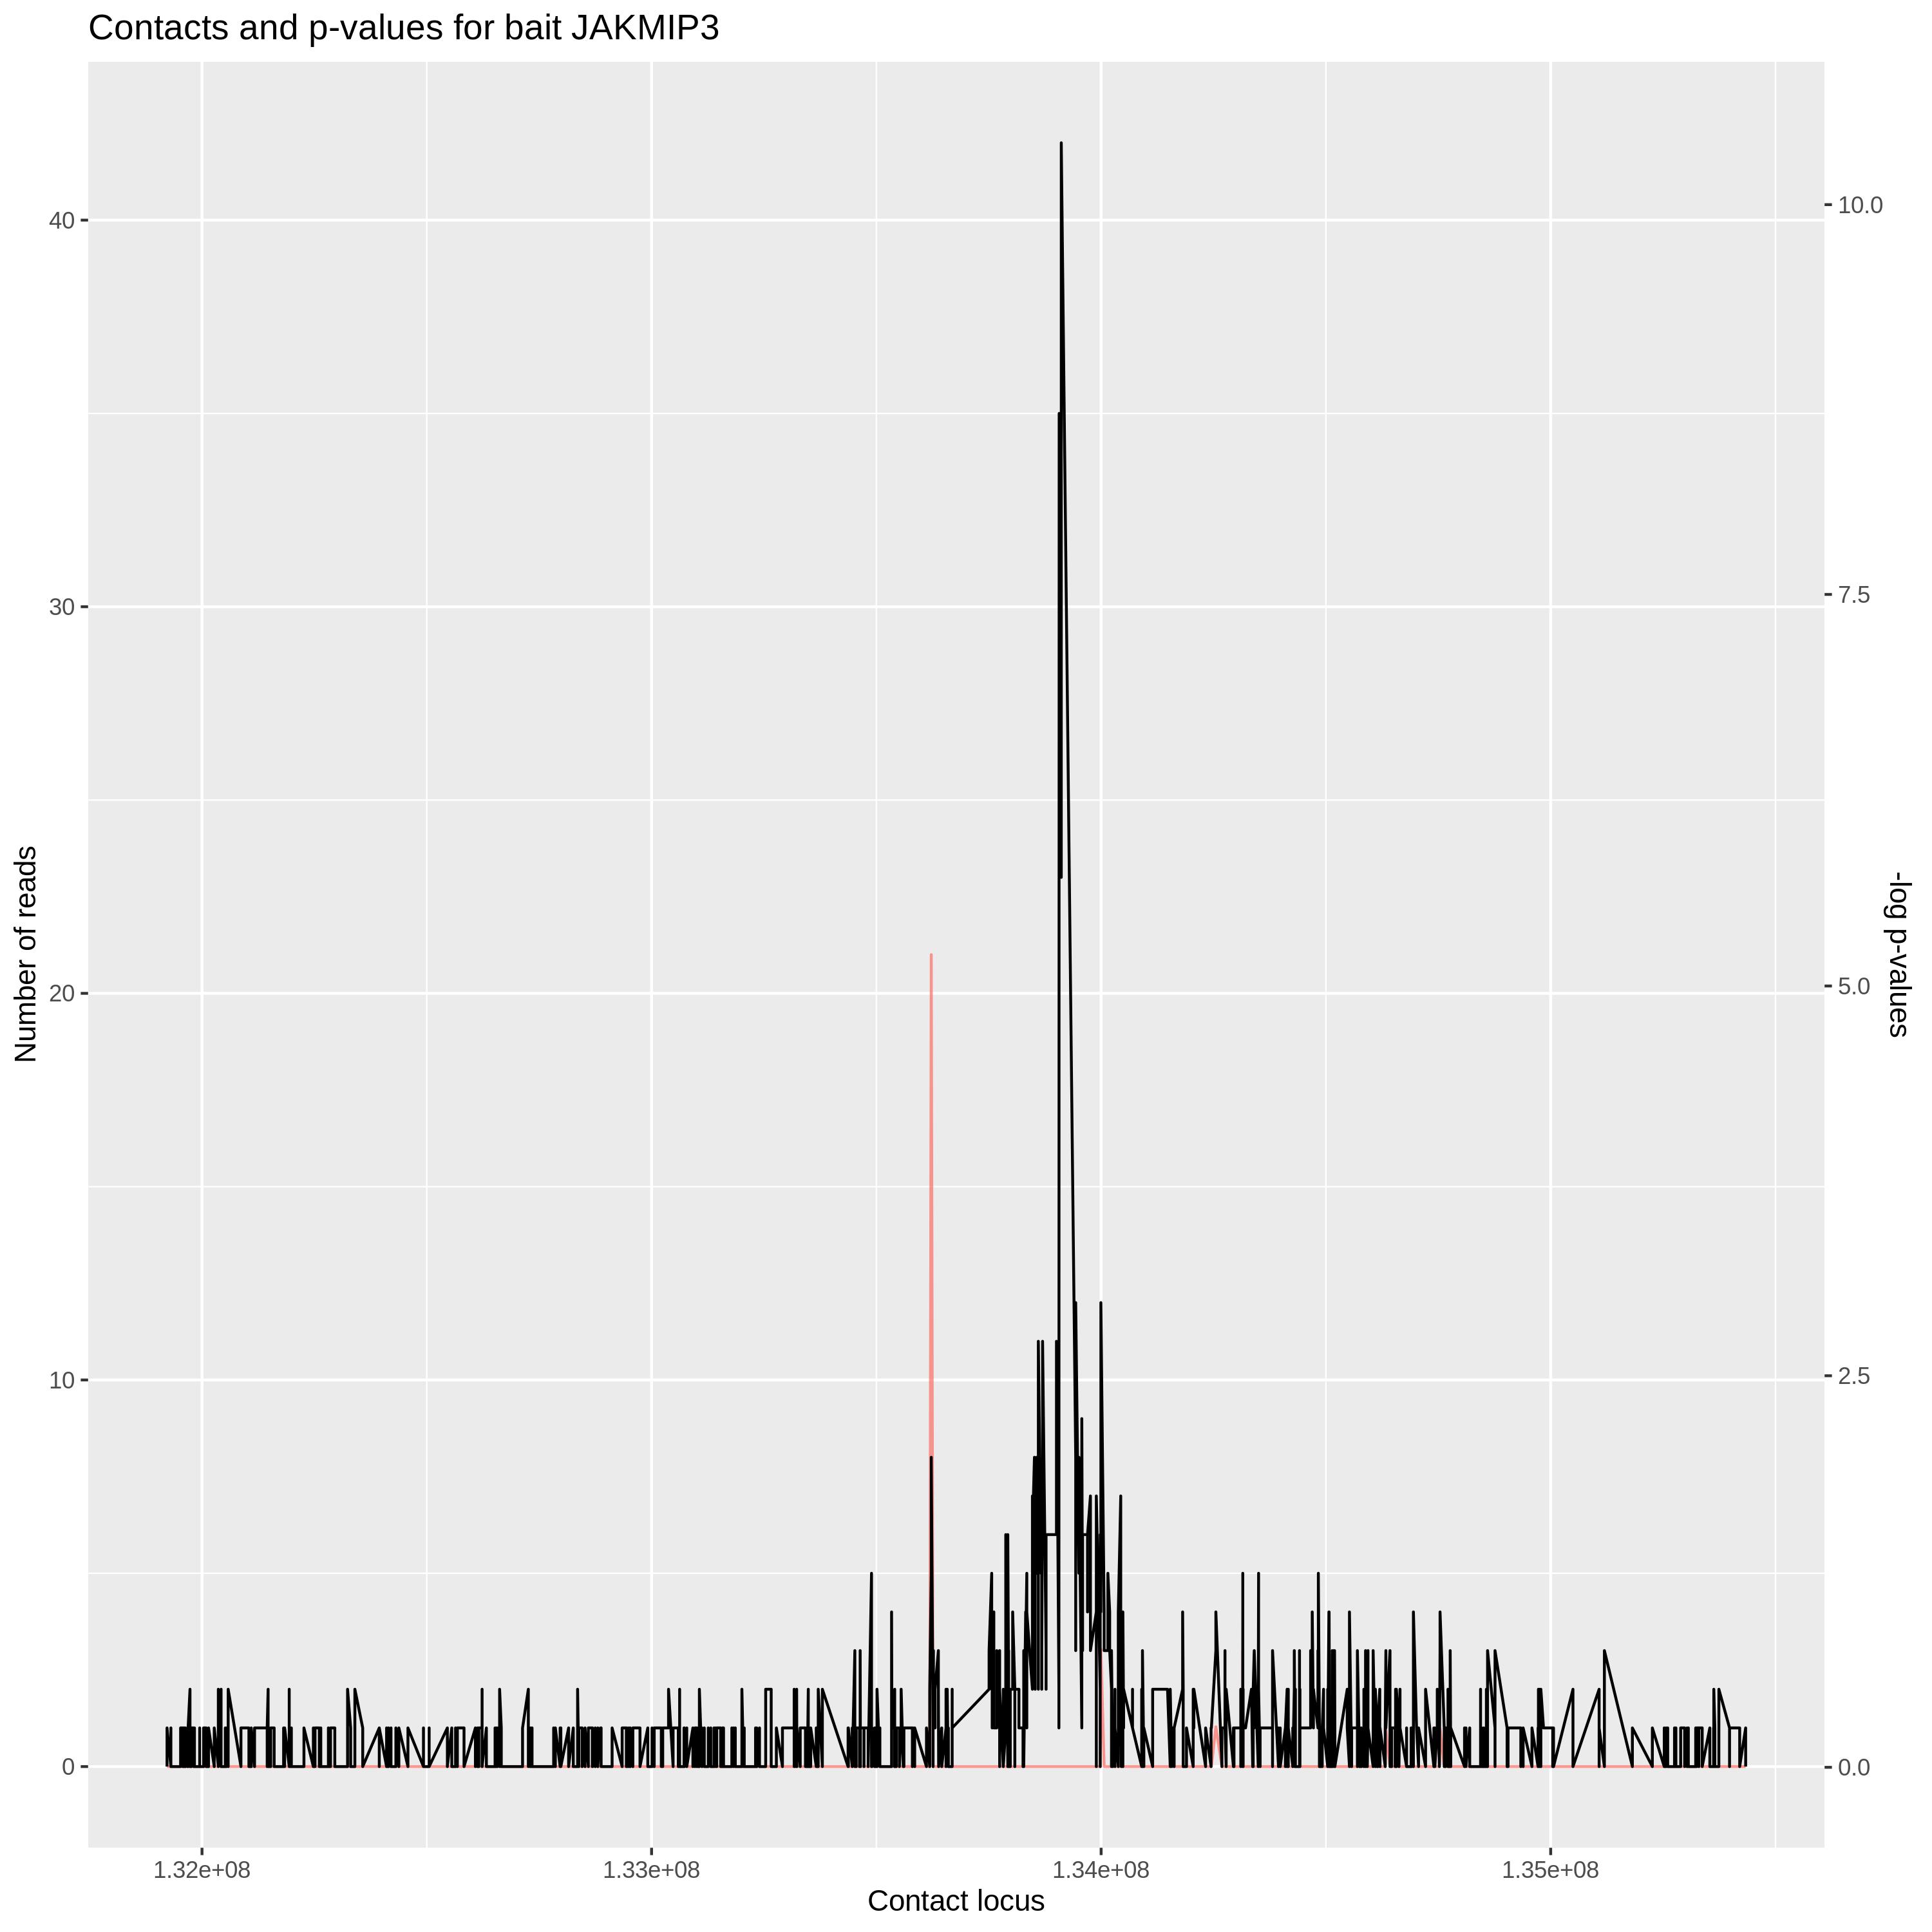 Contacts and p-values for bait JAKMIP3
40
30
20
10
0
Number of reads
10.0
7.5
5.0
2.5
0.0
-log p-values
1.32e+08 1.33e+08 1.34e+08 1.35e+08
Contact locus